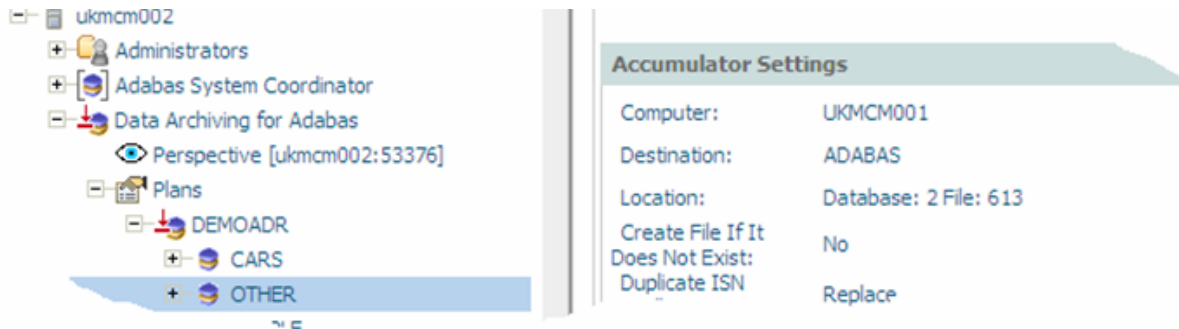 ukmcm002
Administrators
Adabas System Coordinator
Data Archiving for Adabas
Perspective [ukmcm002:53376]
Plans
DEMOADR
CARS
OTHER
Accumulator Settings
Computer: UKMCM001
Destination: ADABAS
Location: Database: 2 File: 613
Create File If It
Does Not Exist: No
Duplicate ISN
Replace